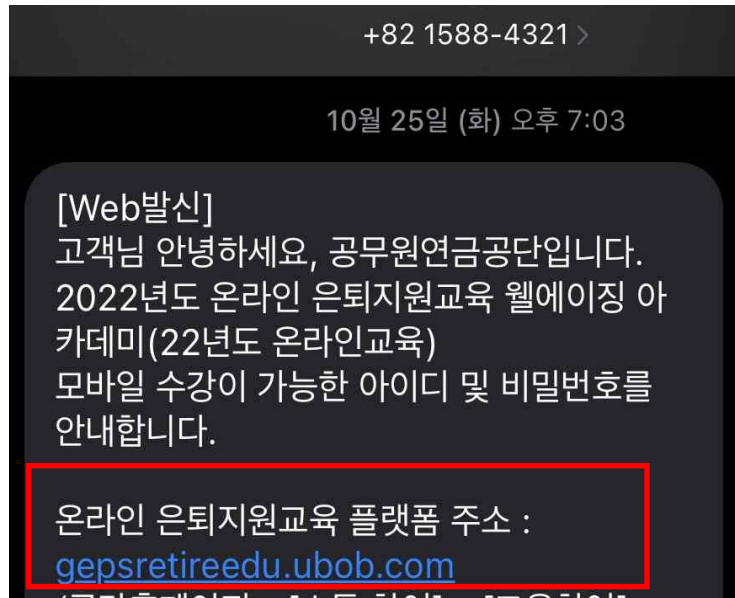 +82 1588-4321 >
10월 25일 (화) 오후 7:03
[Web발신]
고객님 안녕하세요, 공무원연금공단입니다.
2022년도 온라인 은퇴지원교육 웰에이징 아
카데미(22년도 온라인교육)
모바일 수강이 가능한 아이디 및 비밀번호를
안내합니다.
온라인 은퇴지원교육 플랫폼 주소 :
gepsretireedu.ubob.com